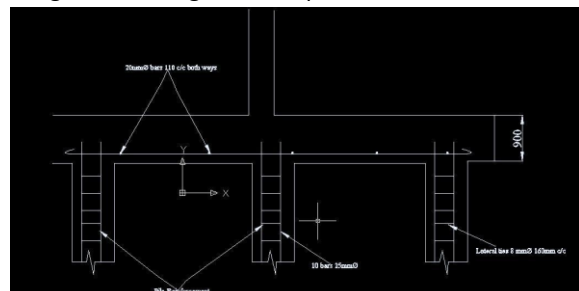 20mmØ bars 110 c/c both ways
900
Y
X
Lateral ties 8 mmØ 160mm c/c
10 bars 25mmØ